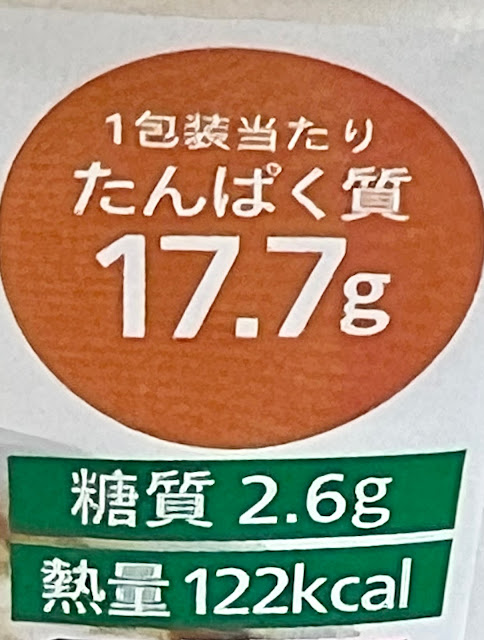 1包装当たり
たんぱく質
17.7g
糖質 2.6g
熱量 122kcal